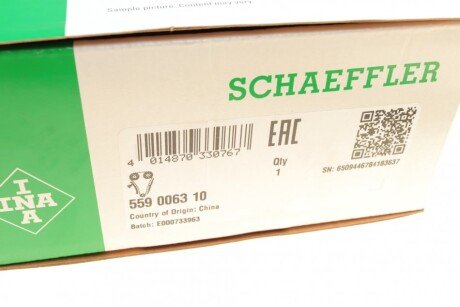 Sample picture. Content may vary
SCHAEFFLER
EAC
4 014870 330767
Qty
1
SN: 6509446784183637
559 0063 10
Country of Origin: China
Batch: E000733963
I
INA
A